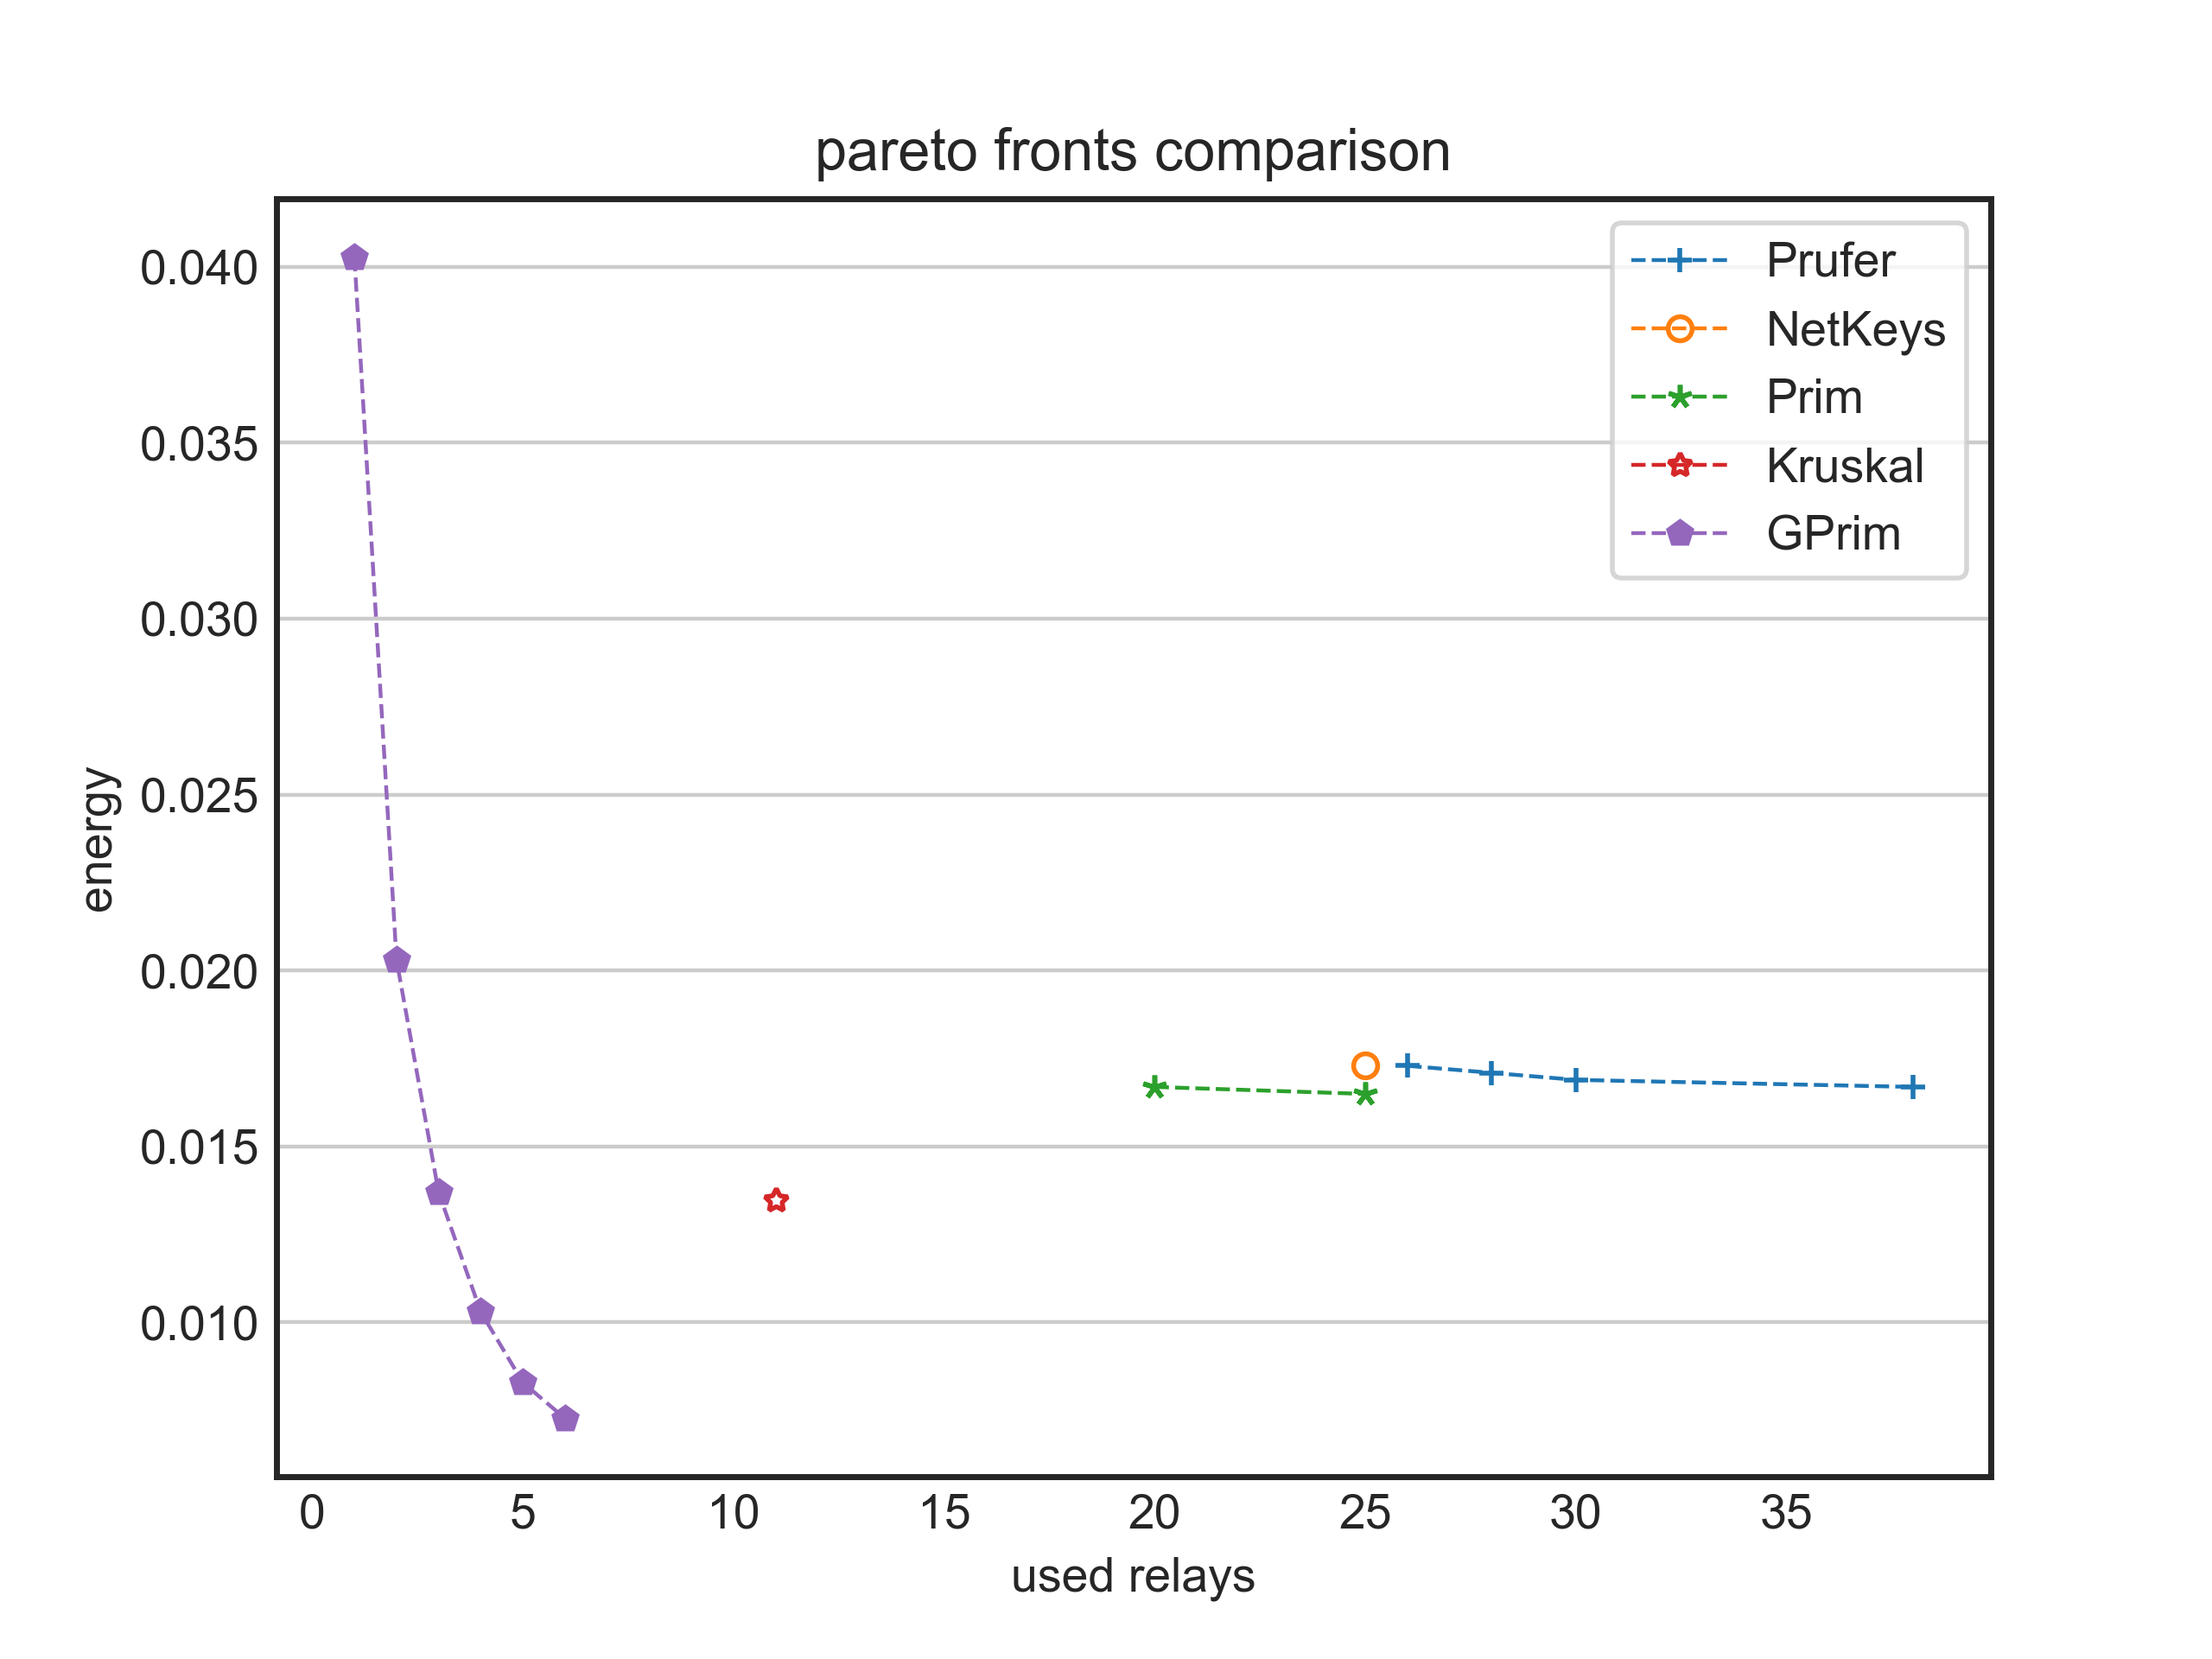 pareto fronts comparison
0.040
0.035
0.030
0.025
0.020
0.015
0.010
energy
Prufer
NetKeys
Prim
Kruskal
GPrim
0 5 10 15 20 25 30 35
used relays